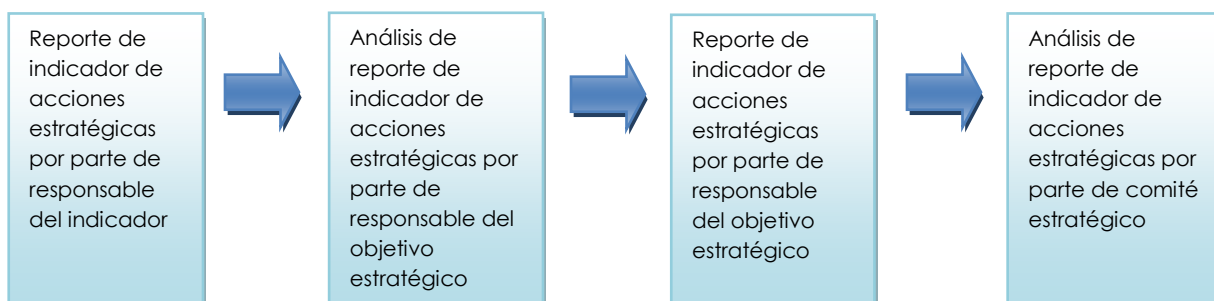 Reporte de
indicador de
acciones
estratégicas
por parte de
responsable
del indicador
Análisis de
reporte de
indicador de
acciones
estratégicas por
parte de
responsable del
objetivo
estratégico
Reporte de
indicador de
acciones
estratégicas
por parte de
responsable
del objetivo
estratégico
Análisis de
reporte de
indicador de
acciones
estratégicas por
parte de comité
estratégico